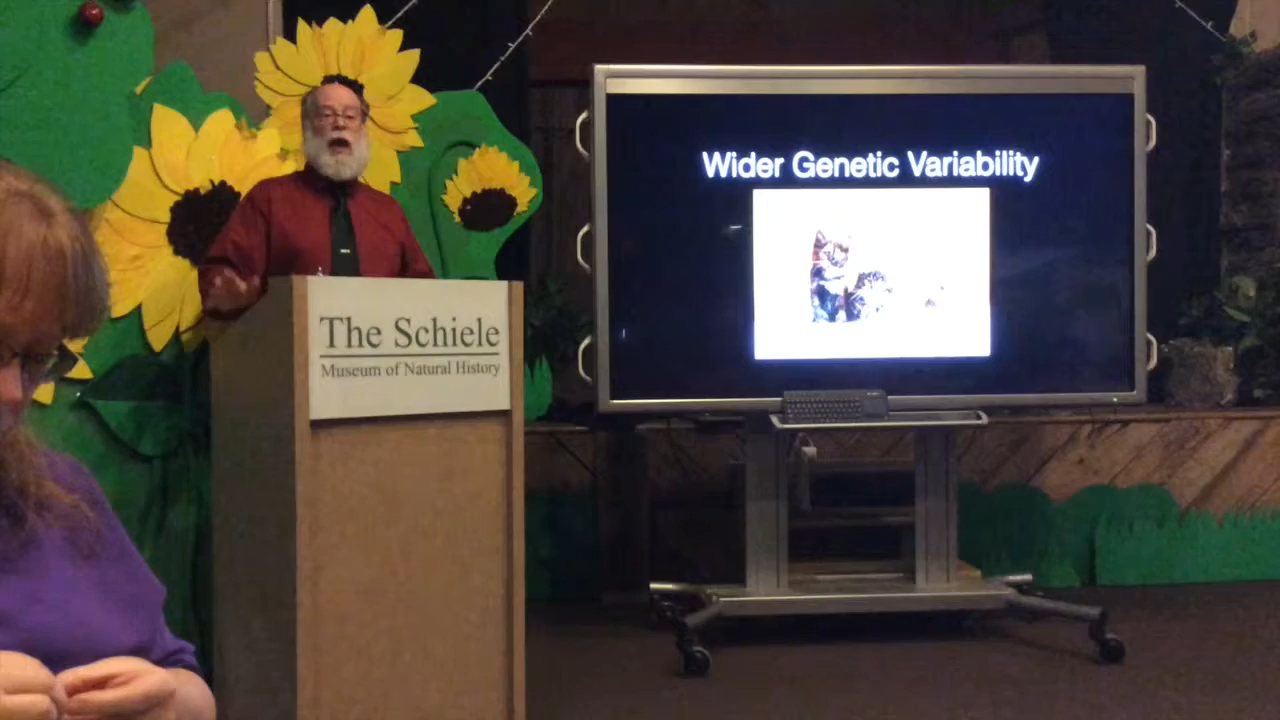 The Schiele
Museum of Natural History
Wider Genetic Variability